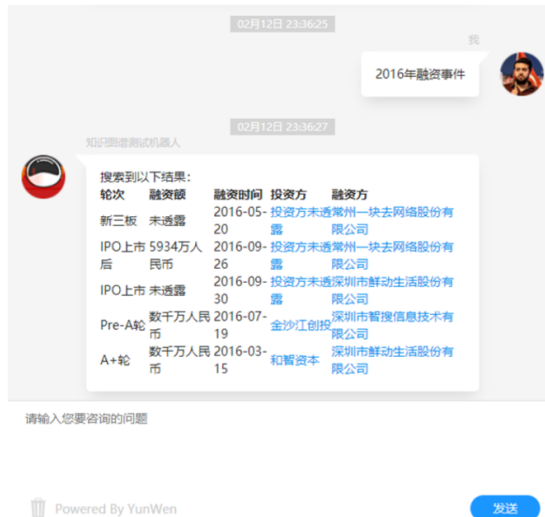 02月12日 23:36:25
我
2016年融资事件
02月12日 23:36:27
知识图谱测试机器人
搜索到以下结果：
轮次 融资额 融资时间 投资方 融资方
新三板 未透露 2016-05-20 投资方未透露 常州一块去网络股份有限公司
IPO上市后 5934万人民币 2016-09-26 投资方未透露 常州一块去网络股份有限公司
IPO上市 未透露 2016-09-30 投资方未透露 深圳市鲜动生活股份有限公司
Pre-A轮 数千万人民币 2016-07-19 金沙江创投 深圳市智搜信息技术有限公司
A+轮 数千万人民币 2016-03-15 和智资本 深圳市鲜动生活股份有限公司
请输入您要咨询的问题
Powered By YunWen
发送